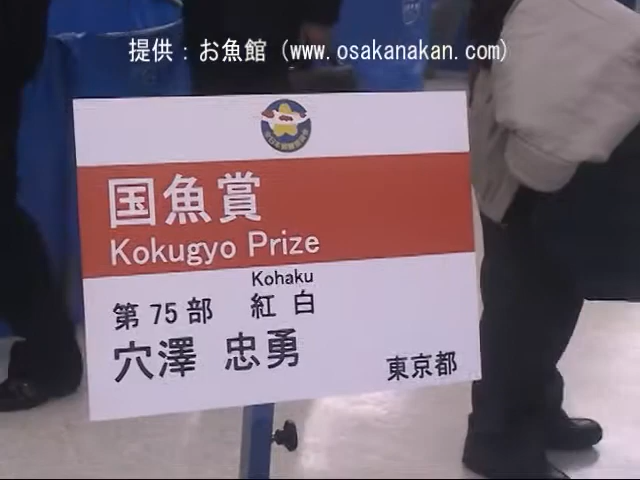 提供：お魚館（www.osakanakan.com）
国魚賞
Kokugyo Prize
Kohaku
第75部 紅白
穴澤 忠勇
東京都